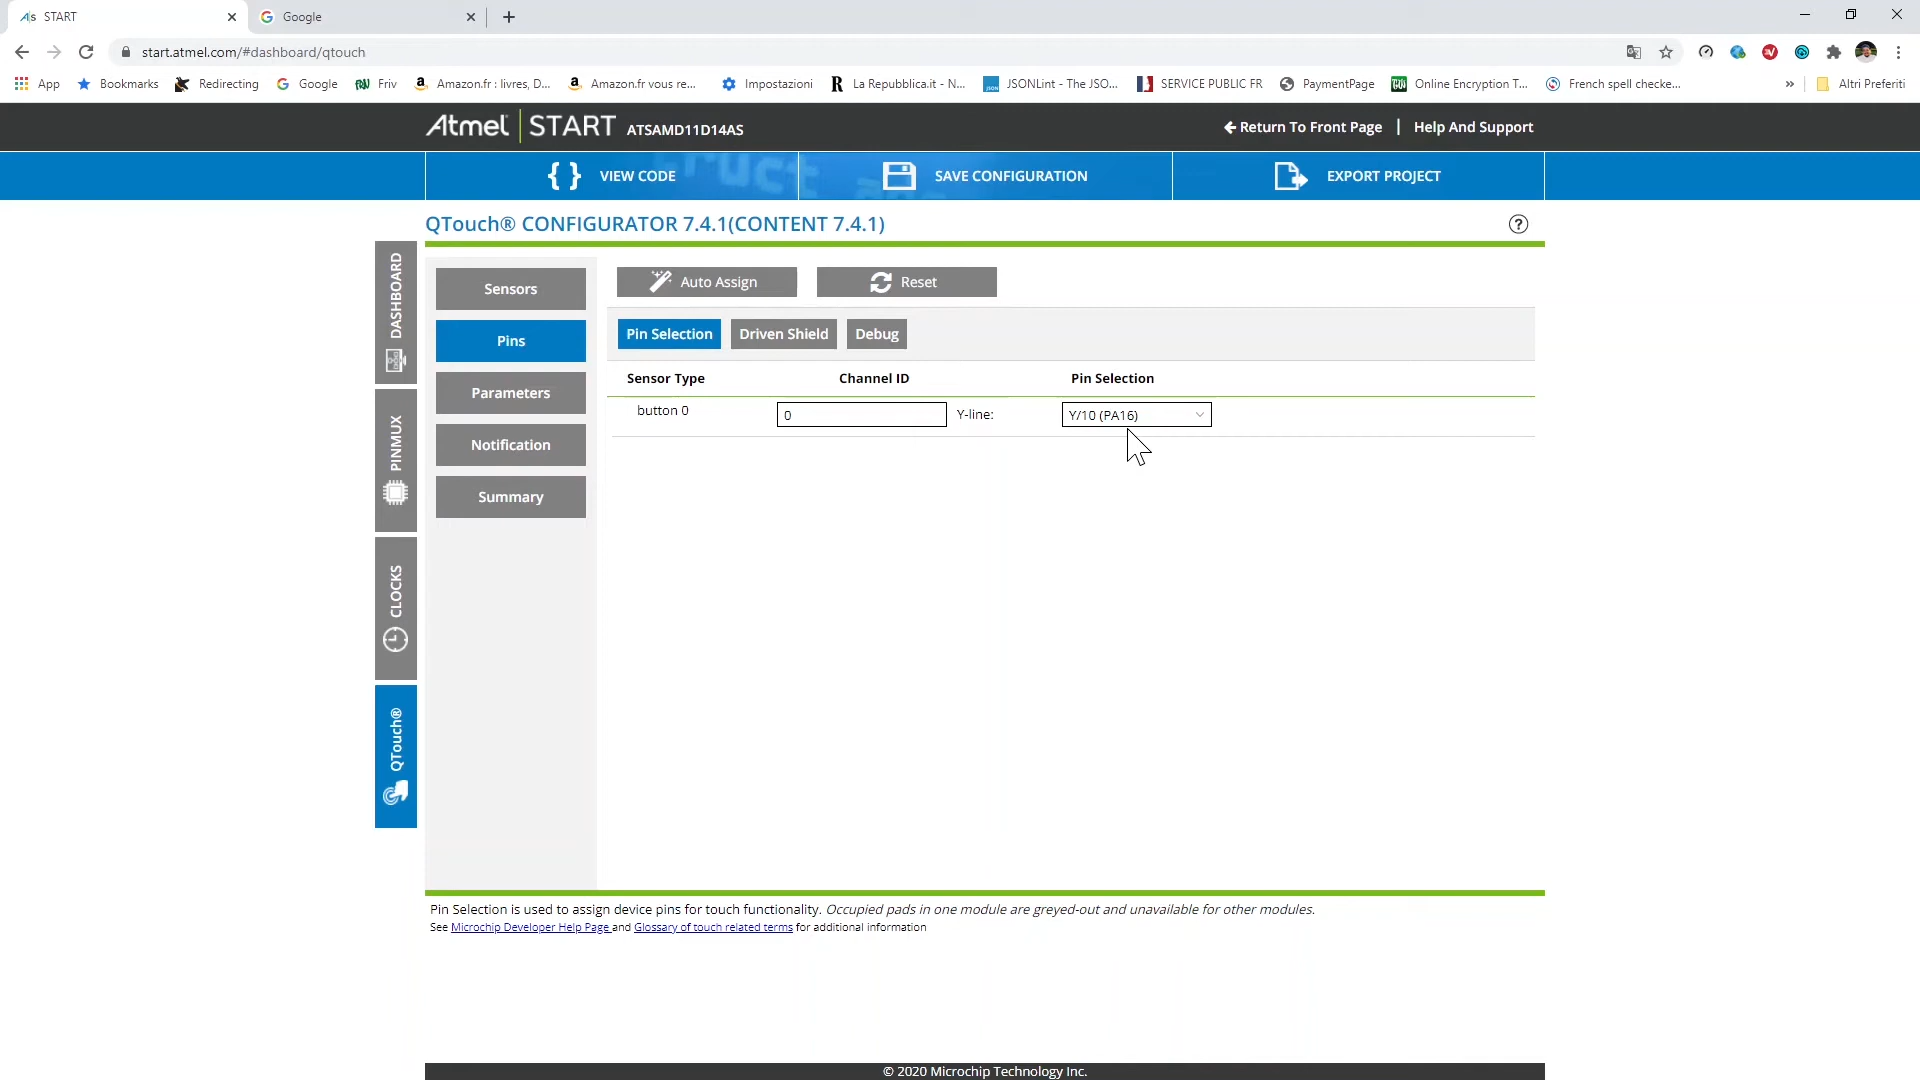 START
Google
start.atmel.com/#dashboard/qtouch
App
Bookmarks
Redirecting
Google
Friv
Amazon.fr : livres, D...
Amazon.fr vous re...
Impostazioni
La Repubblica.it - N...
JSONLint - The JSO...
SERVICE PUBLIC FR
PaymentPage
Online Encryption T...
French spell checke...
»
Altri Preferiti
Atmel START ATSAMD11D14AS
Return To Front Page | Help And Support
{ } VIEW CODE
SAVE CONFIGURATION
EXPORT PROJECT
QTouch® CONFIGURATOR 7.4.1(CONTENT 7.4.1)
?
DASHBOARD
PINMUX
CLOCKS
QTouch®
Sensors
Pins
Parameters
Notification
Summary
Auto Assign
Reset
Pin Selection
Driven Shield
Debug
Sensor Type Channel ID Pin Selection
button 0 0 Y-line: Y/10 (PA16)
Pin Selection is used to assign device pins for touch functionality. Occupied pads in one module are greyed-out and unavailable for other modules.
See Microchip Developer Help Page and Glossary of touch related terms for additional information
© 2020 Microchip Technology Inc.